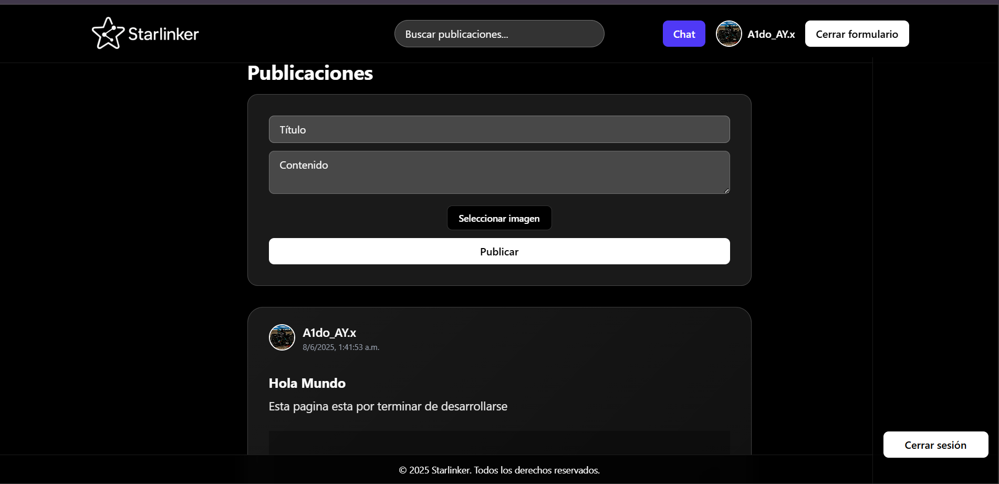 Starlinker
Buscar publicaciones...
Chat
A1do_AY.x
Cerrar formulario
Publicaciones
Título
Contenido
Seleccionar imagen
Publicar
A1do_AY.x
8/6/2025, 1:41:53 a.m.
Hola Mundo
Esta pagina esta por terminar de desarrollarse
Cerrar sesión
© 2025 Starlinker. Todos los derechos reservados.